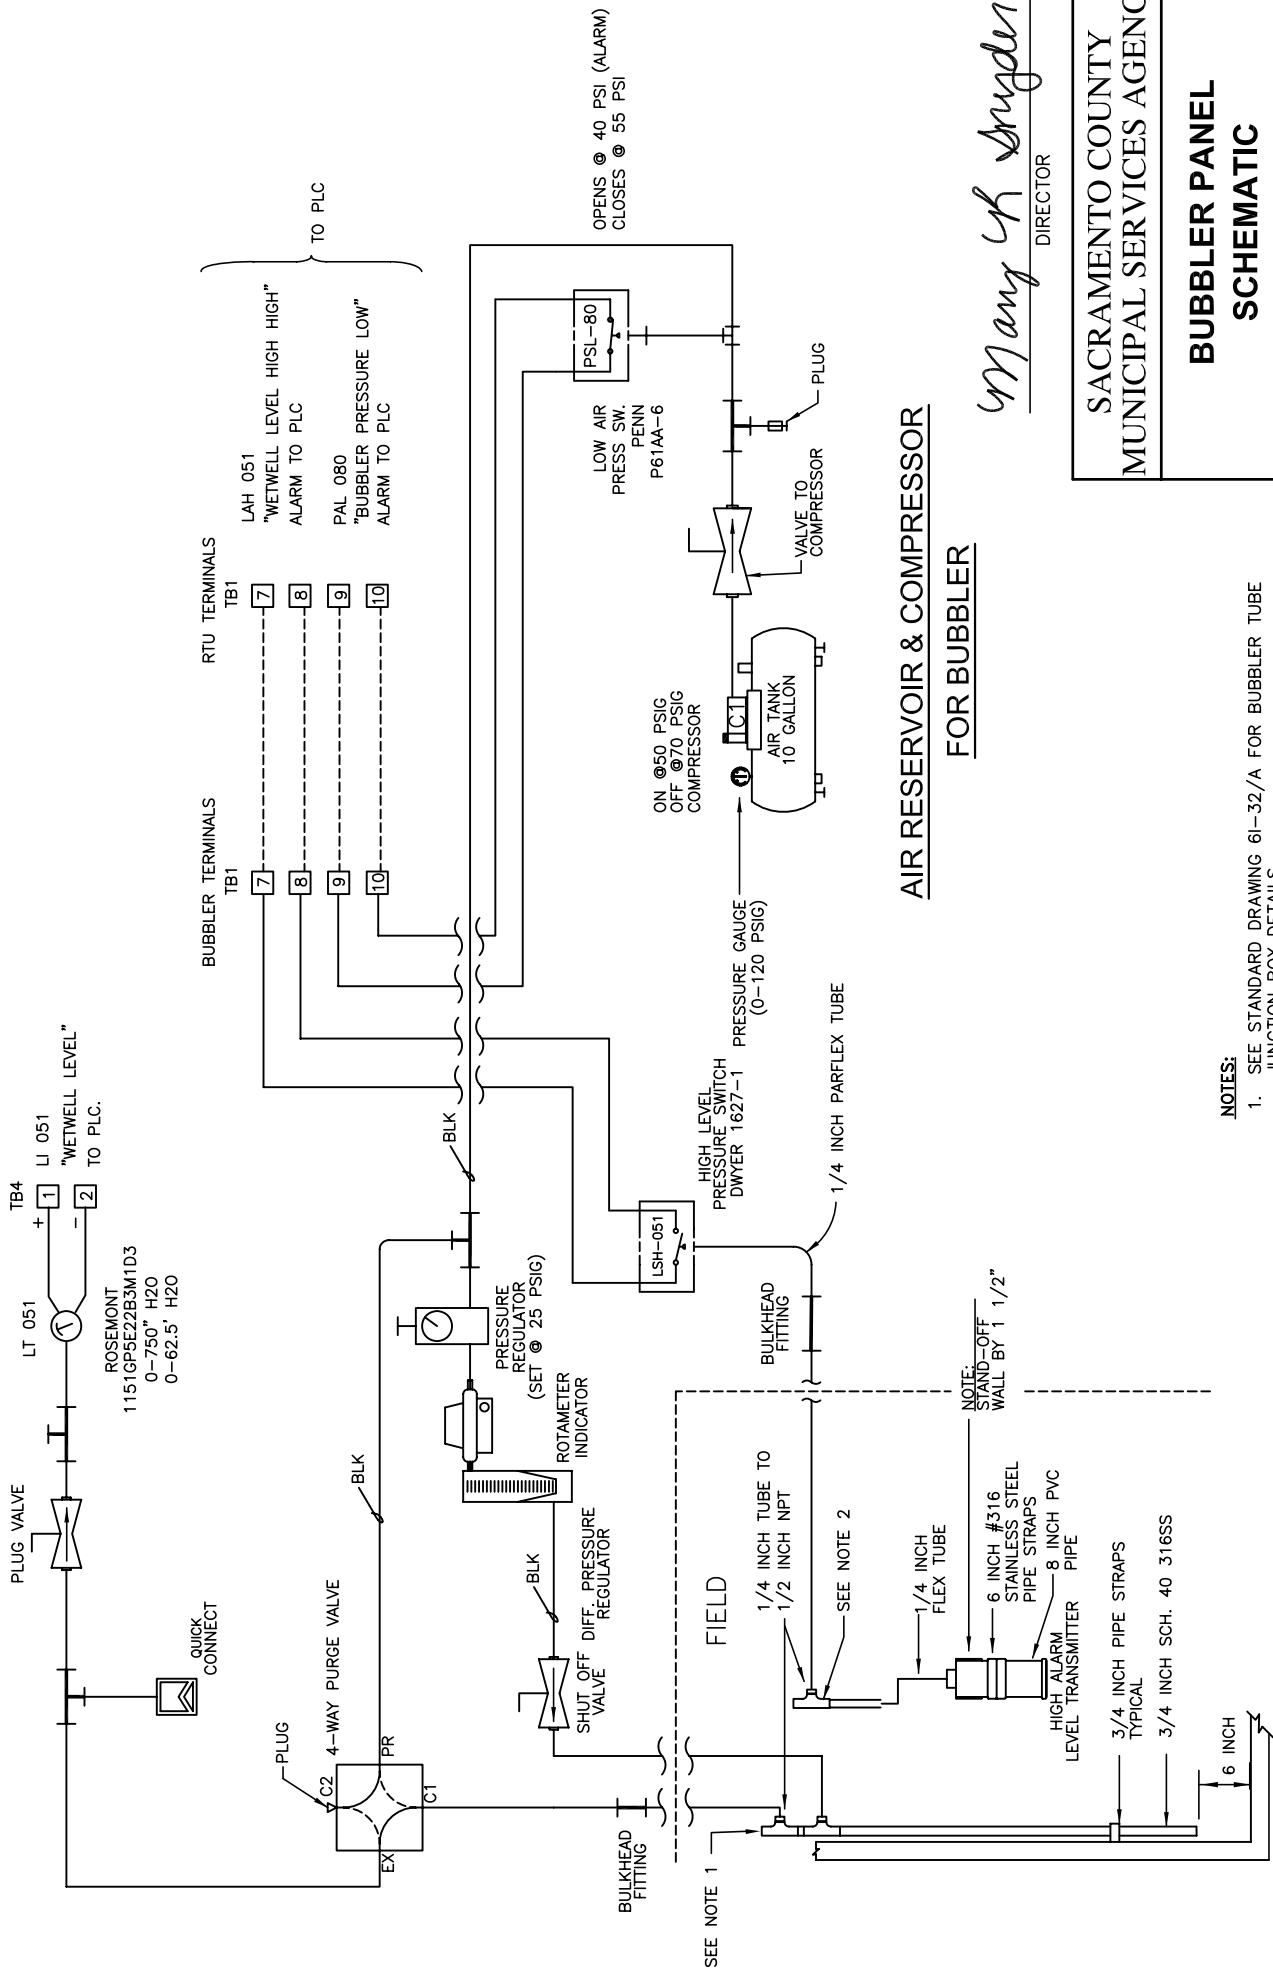 TB4
LT 051
+
1
LI 051
-
2
"WETWELL LEVEL"
TO PLC.
PLUG VALVE
T
ROSEMONT
1151GP5E22B3M1D3
0-750" H2O
0-62.5' H2O
QUICK
CONNECT
BUBBLER TERMINALS
TB1
7
8
9
10
RTU TERMINALS
TB1
7
8
9
10
LAH 051
"WETWELL LEVEL HIGH HIGH"
ALARM TO PLC
PAL 080
"BUBBLER PRESSURE LOW"
ALARM TO PLC
TO PLC
PLUG
C2
4-WAY PURGE VALVE
EX
PR
C1
BLK
BLK
PRESSURE
REGULATOR
(SET @ 25 PSIG)
ROTAMETER
INDICATOR
BLK
DIFF. PRESSURE
REGULATOR
SHUT OFF
VALVE
OPENS @ 40 PSI (ALARM)
CLOSES @ 55 PSI
PSL-80
LOW AIR
PRESS SW.
PENN
P61AA-6
PLUG
VALVE TO
COMPRESSOR
ON @50 PSIG
OFF @70 PSIG
COMPRESSOR
C1
AIR TANK
10 GALLON
PRESSURE GAUGE
(0-120 PSIG)
LSH-051
HIGH LEVEL
PRESSURE SWITCH
DWYER 1627-1
1/4 INCH PARFLEX TUBE
BULKHEAD
FITTING
BULKHEAD
FITTING
FIELD
1/4 INCH TUBE TO
1/2 INCH NPT
SEE NOTE 1
SEE NOTE 2
1/4 INCH
FLEX TUBE
NOTE:
STAND-OFF
WALL BY 1 1/2"
6 INCH #316
STAINLESS STEEL
PIPE STRAPS
8 INCH PVC
PIPE
HIGH ALARM
LEVEL TRANSMITTER
3/4 INCH PIPE STRAPS
TYPICAL
3/4 INCH SCH. 40 316SS
6 INCH
AIR RESERVOIR & COMPRESSOR
FOR BUBBLER
DIRECTOR
SACRAMENTO COUNTY
MUNICIPAL SERVICES AGENC
BUBBLER PANEL
SCHEMATIC
NOTES:
1. SEE STANDARD DRAWING 6I-32/A FOR BUBBLER TUBE
JUNCTION BOX DETAILS